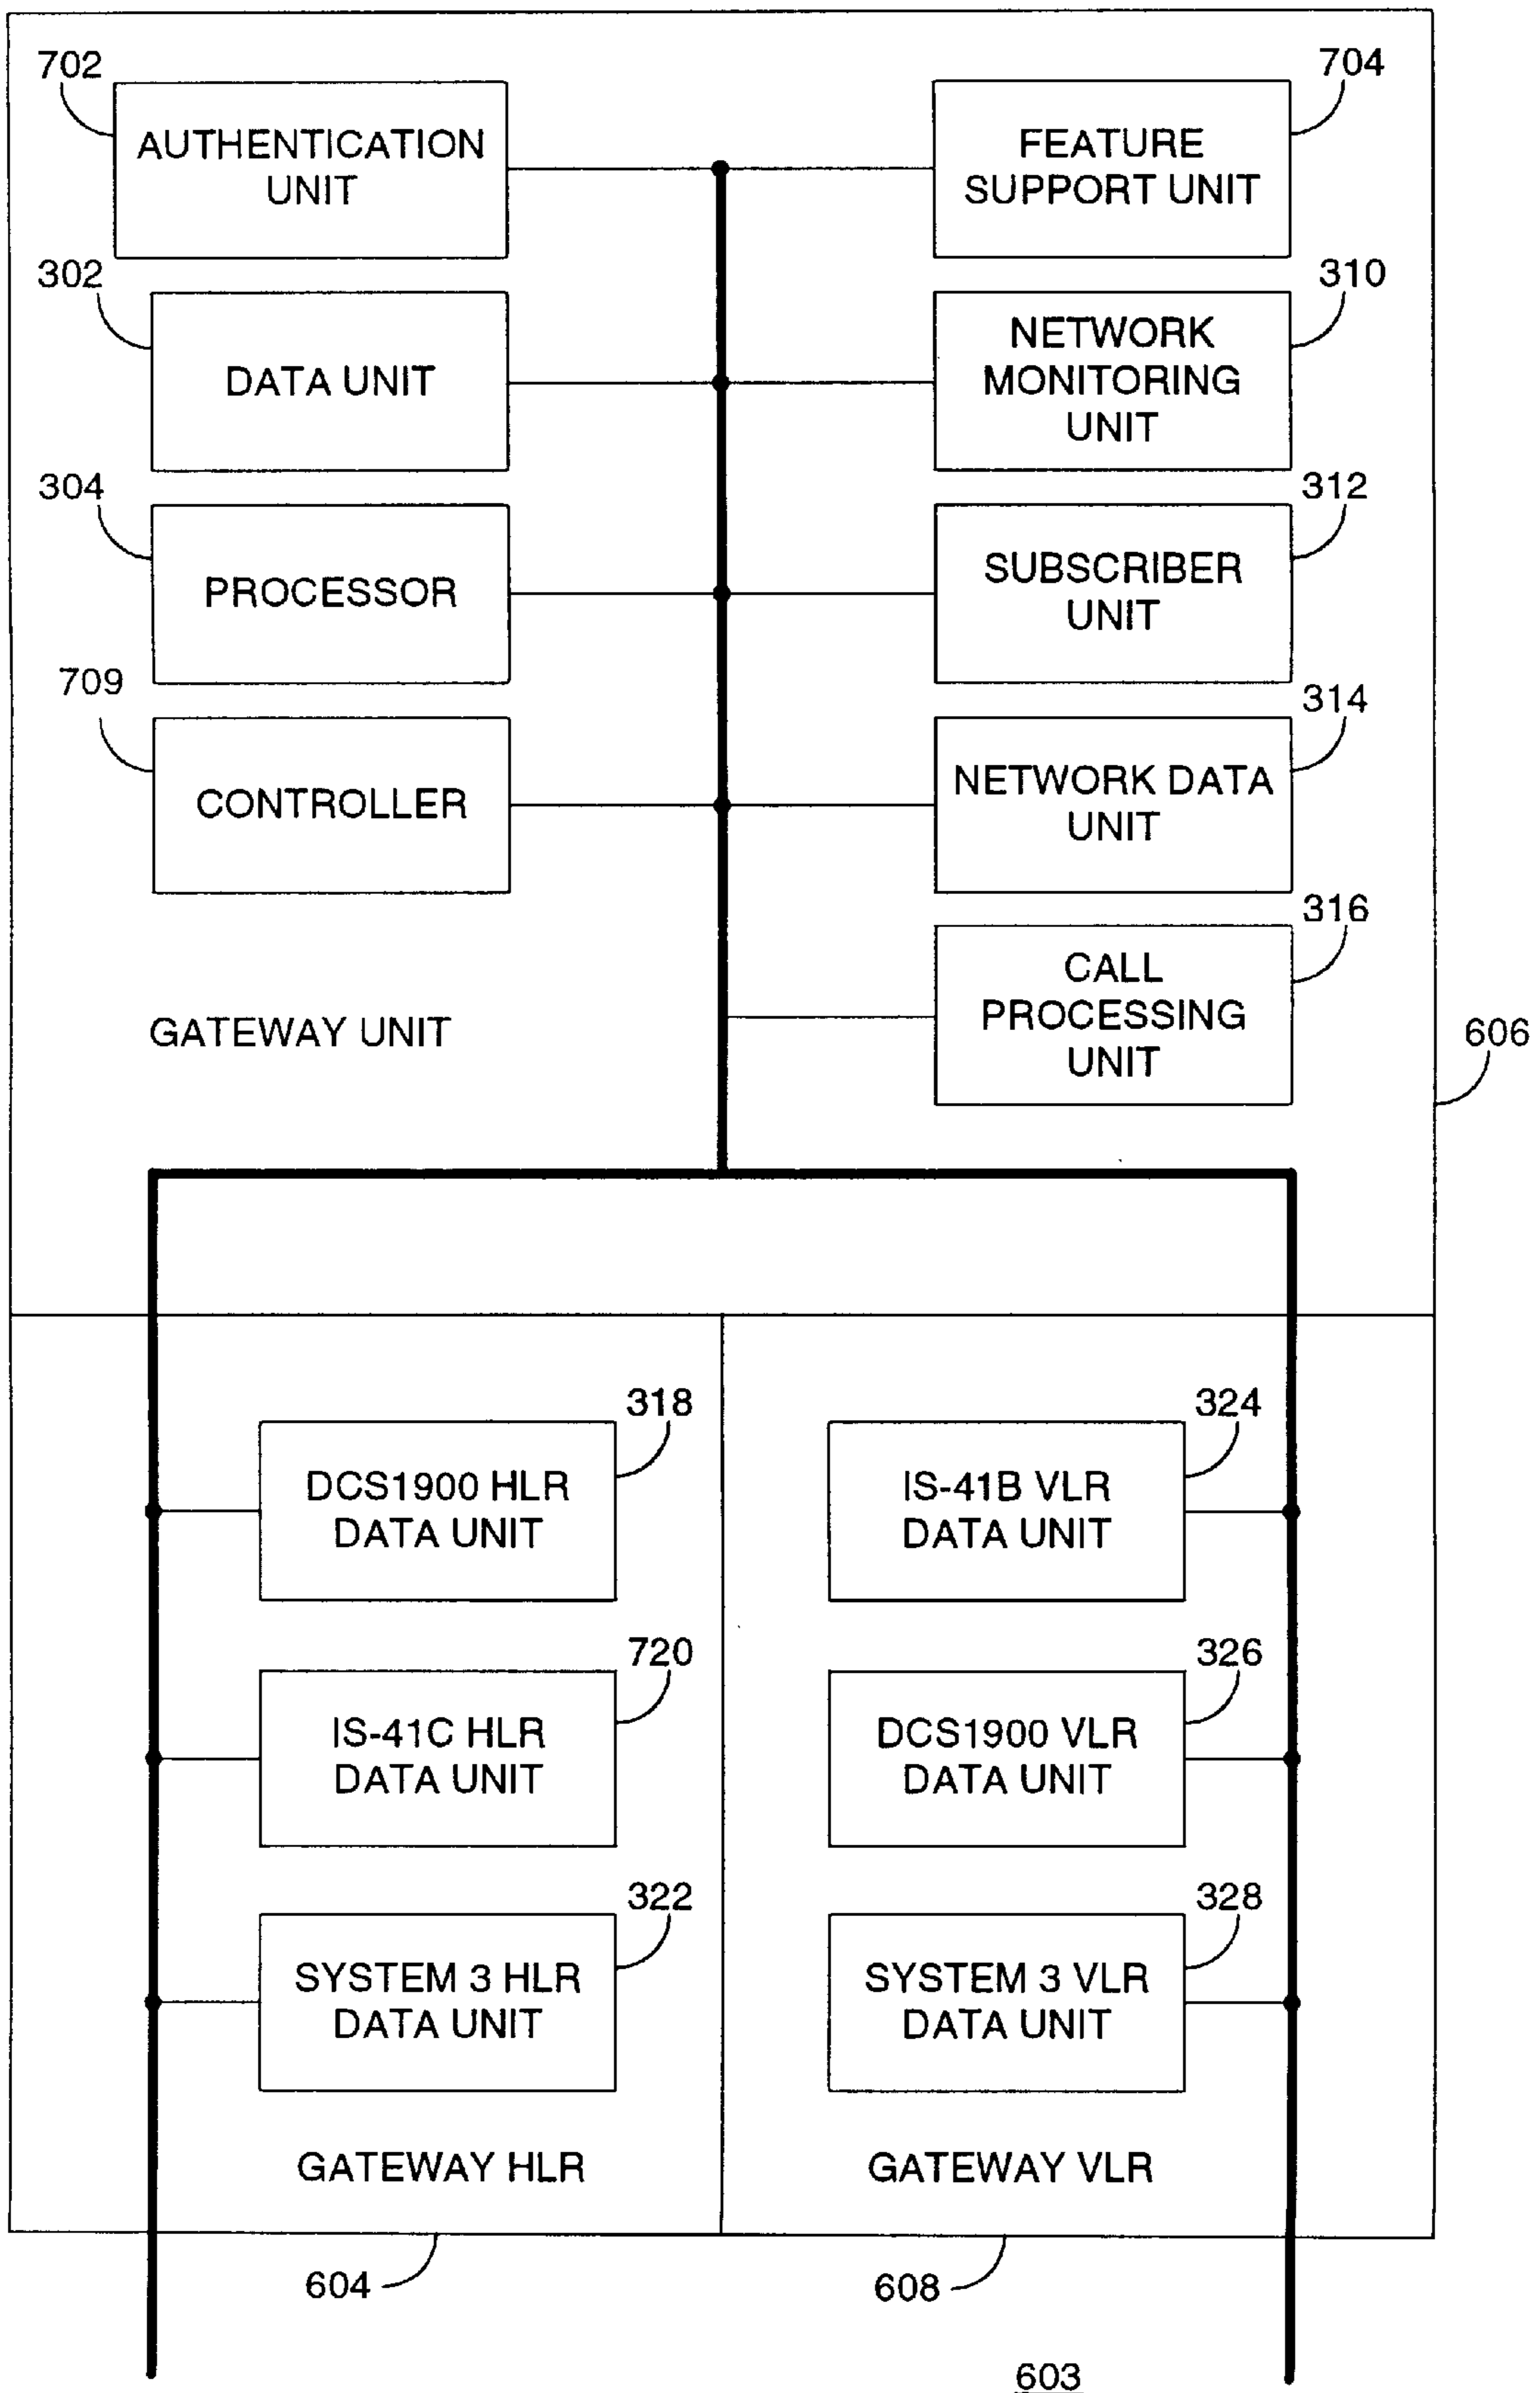 702
AUTHENTICATION
UNIT
704
FEATURE
SUPPORT UNIT
302
DATA UNIT
310
NETWORK
MONITORING
UNIT
304
PROCESSOR
312
SUBSCRIBER
UNIT
709
CONTROLLER
314
NETWORK DATA
UNIT
316
CALL
PROCESSING
UNIT
GATEWAY UNIT
606
318
DCS1900 HLR
DATA UNIT
324
IS-41B VLR
DATA UNIT
720
IS-41C HLR
DATA UNIT
326
DCS1900 VLR
DATA UNIT
322
SYSTEM 3 HLR
DATA UNIT
328
SYSTEM 3 VLR
DATA UNIT
GATEWAY HLR
GATEWAY VLR
604
608
603